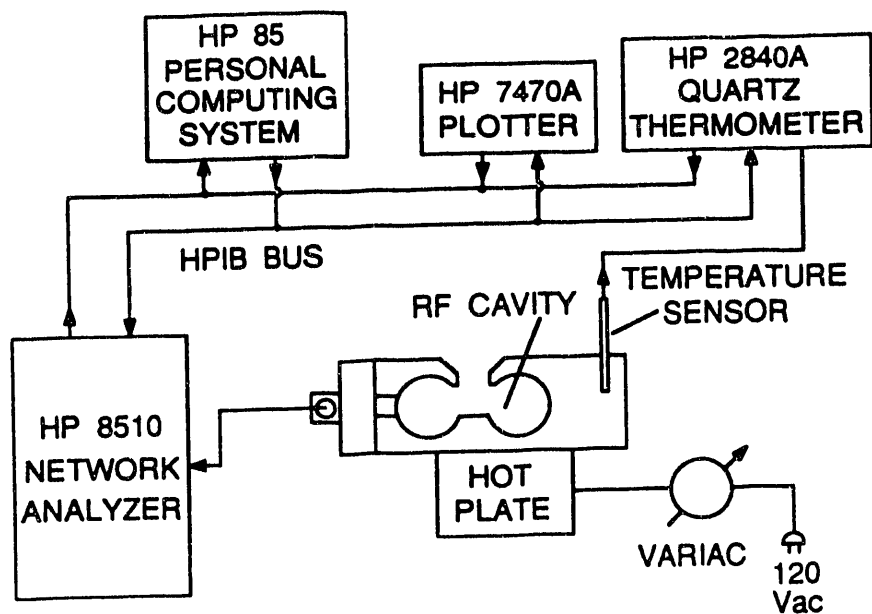 HP 85
PERSONAL
COMPUTING
SYSTEM
HP 7470A
PLOTTER
HP 2840A
QUARTZ
THERMOMETER
HPIB BUS
TEMPERATURE
SENSOR
RF CAVITY
HP 8510
NETWORK
ANALYZER
HOT
PLATE
VARIAC
120
Vac